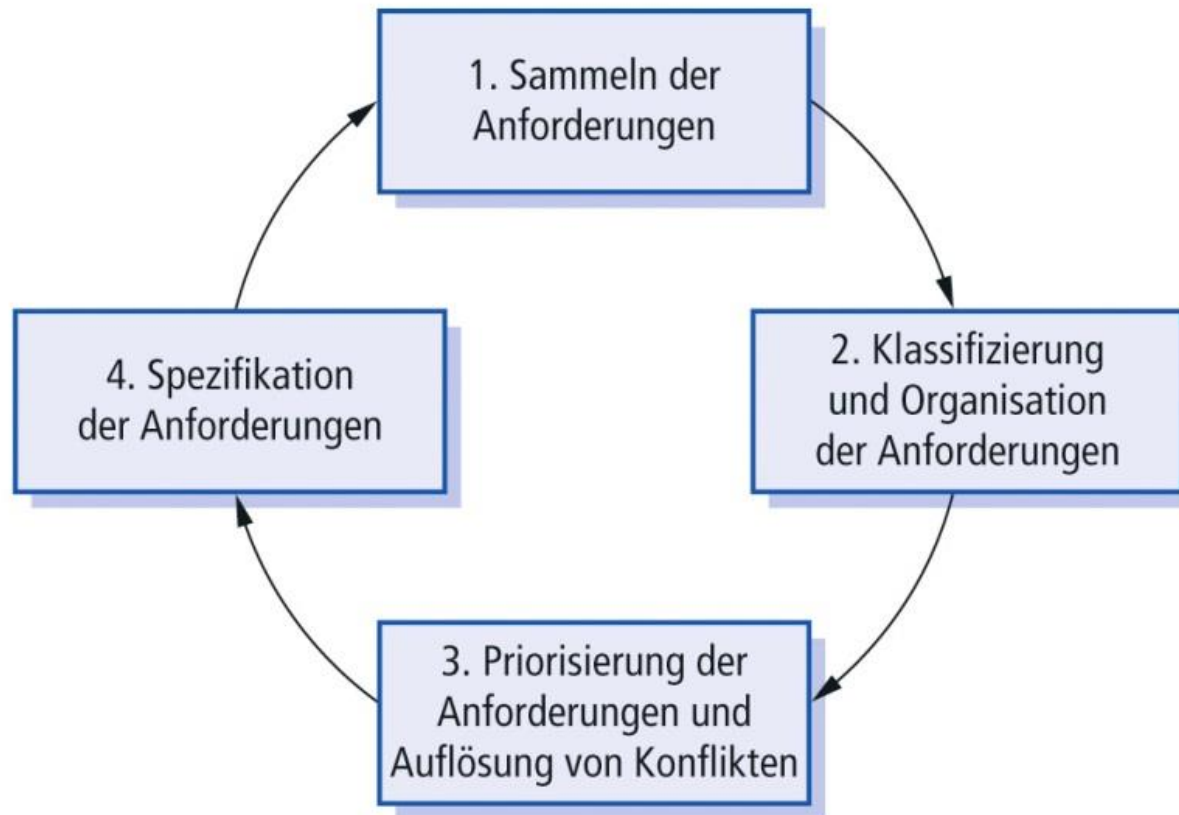 1. Sammeln der
Anforderungen
2. Klassifizierung
und Organisation
der Anforderungen
3. Priorisierung der
Anforderungen und
Auflösung von Konflikten
4. Spezifikation
der Anforderungen